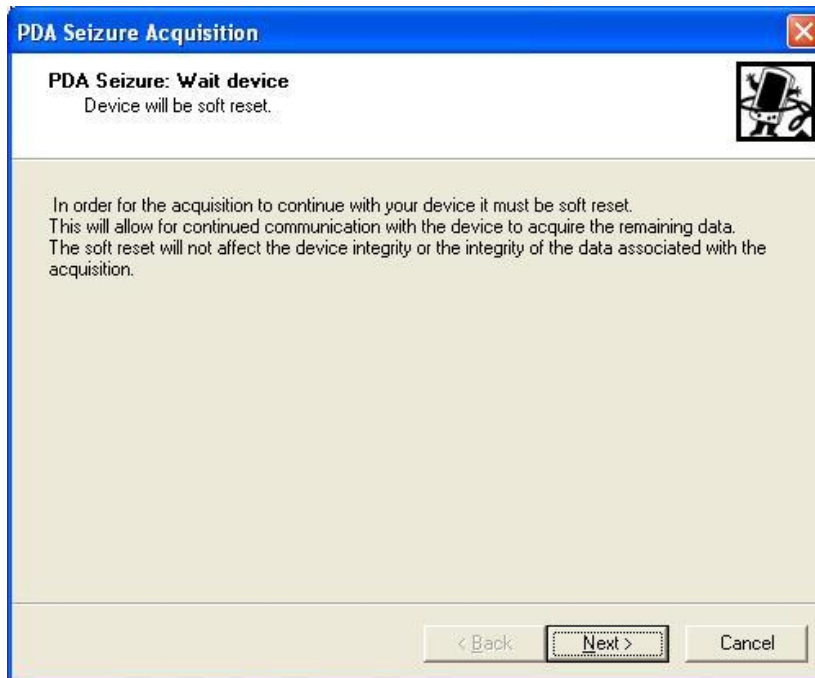 PDA Seizure Acquisition
PDA Seizure: Wait device
Device will be soft reset.
In order for the acquisition to continue with your device it must be soft reset.
This will allow for continued communication with the device to acquire the remaining data.
The soft reset will not affect the device integrity or the integrity of the data associated with the
acquisition.
< Back
Next >
Cancel